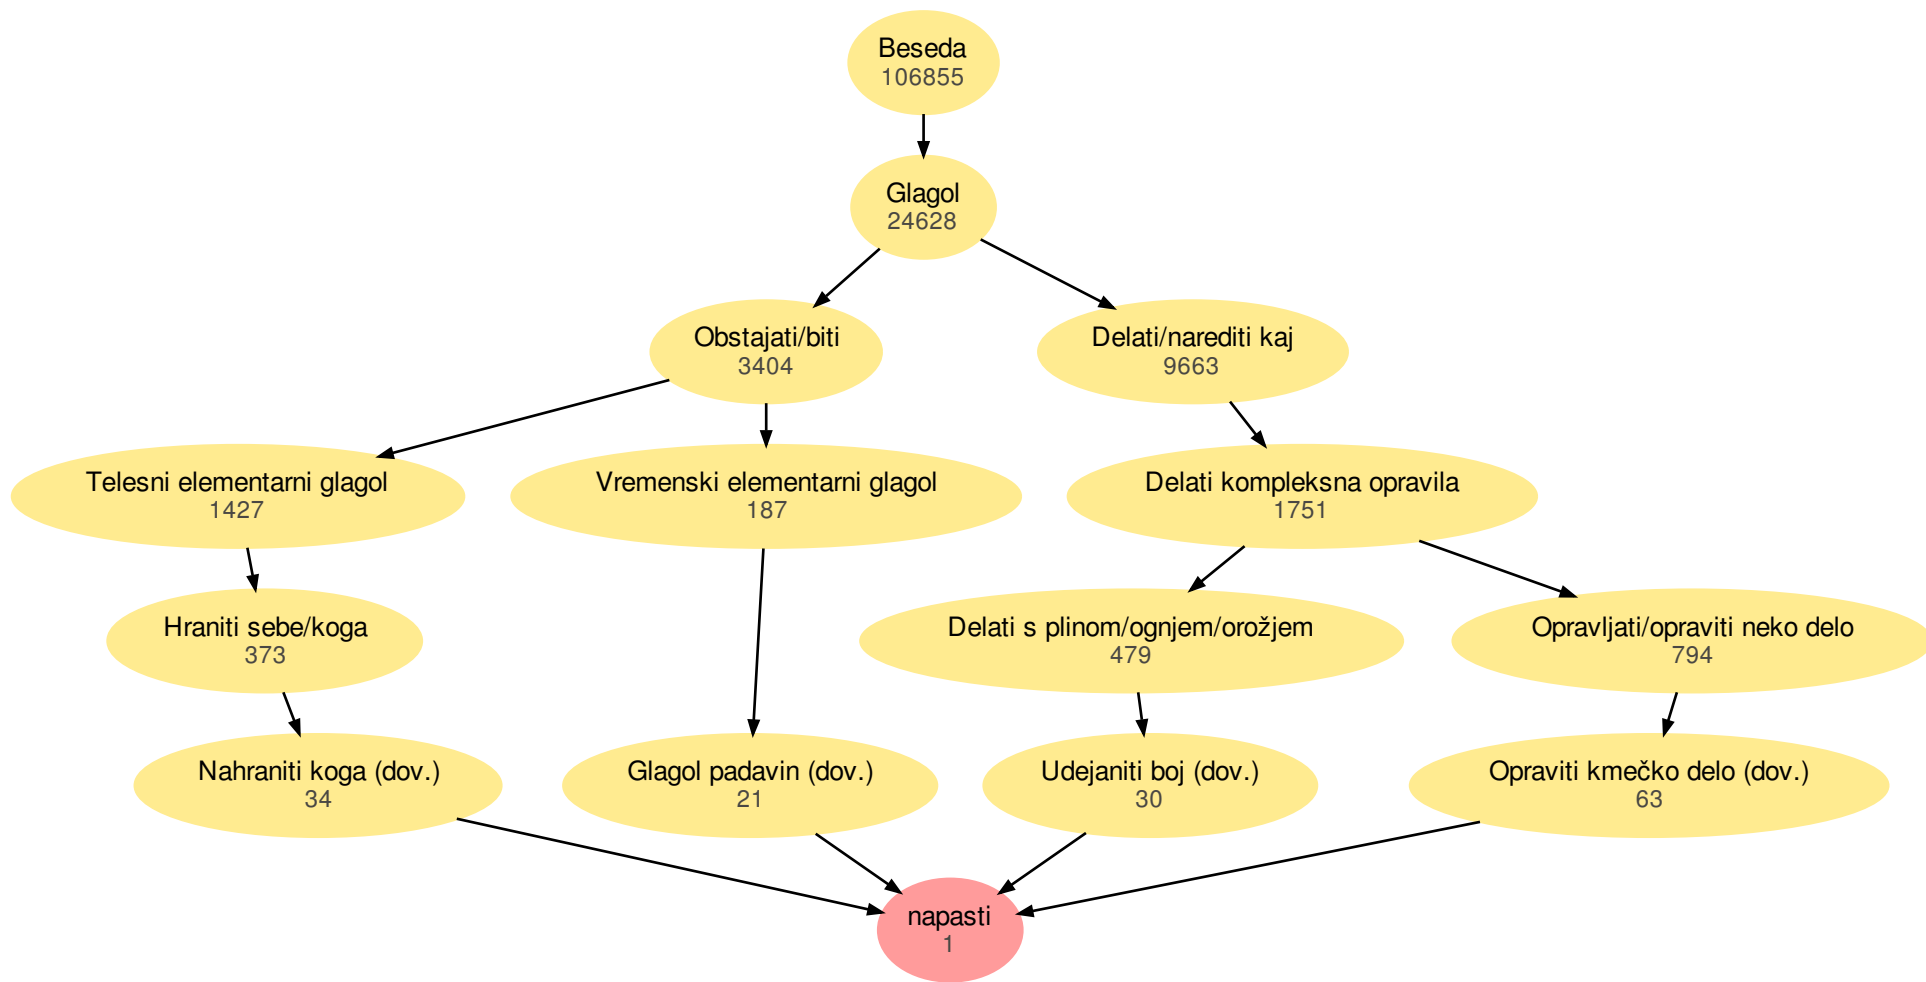 Beseda
106855
Glagol
24628
Obstajati/biti
3404
Delati/narediti kaj
9663
Telesni elementarni glagol
1427
Vremenski elementarni glagol
187
Delati kompleksna opravila
1751
Hraniti sebe/koga
373
Delati s plinom/ognjem/orožjem
479
Opravljati/opraviti neko delo
794
Nahraniti koga (dov.)
34
Glagol padavin (dov.)
21
Udejaniti boj (dov.)
30
Opraviti kmečko delo (dov.)
63
napasti
1